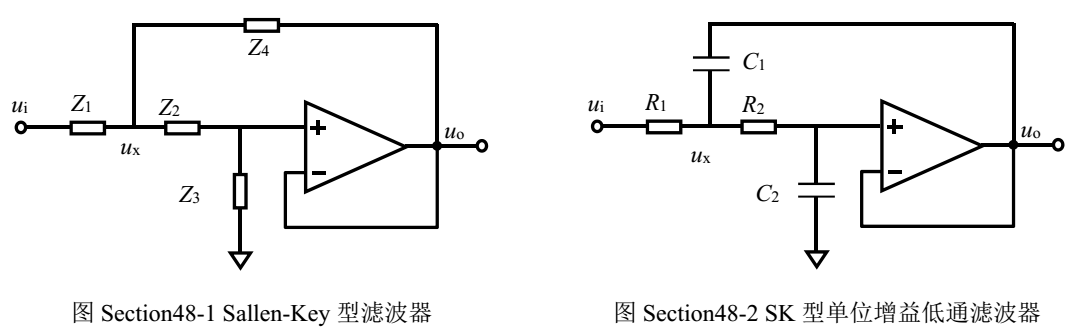 Z4
ui
Z1
Z2
ux
Z3
+
−
uo
图 Section48-1 Sallen-Key 型滤波器
C1
ui
R1
R2
ux
C2
+
−
uo
图 Section48-2 SK 型单位增益低通滤波器